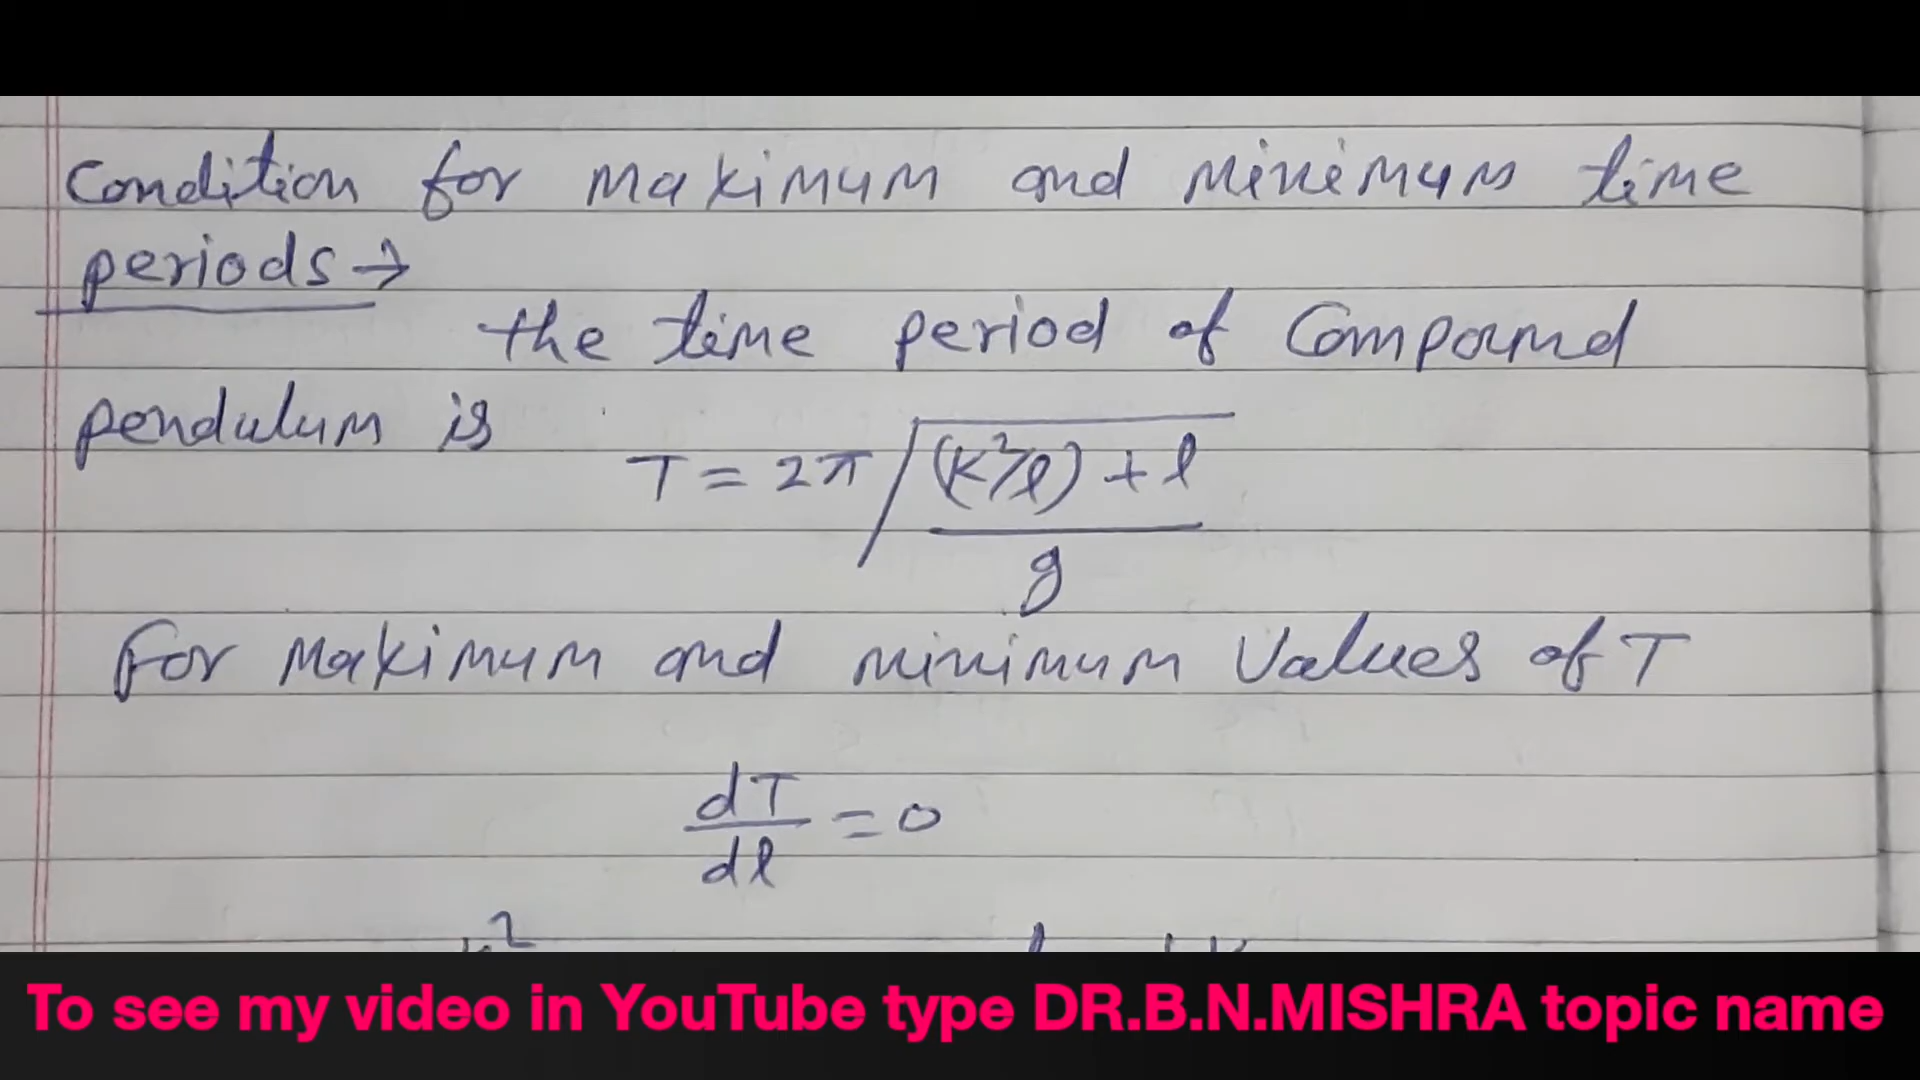 Condition for maximum and minimum time
periods →
the time period of Compound
pendulum is
T = 2π √((k²/l) + l / g)
For maximum and minimum Values of T
dT/dl = 0
To see my video in YouTube type DR.B.N.MISHRA topic name